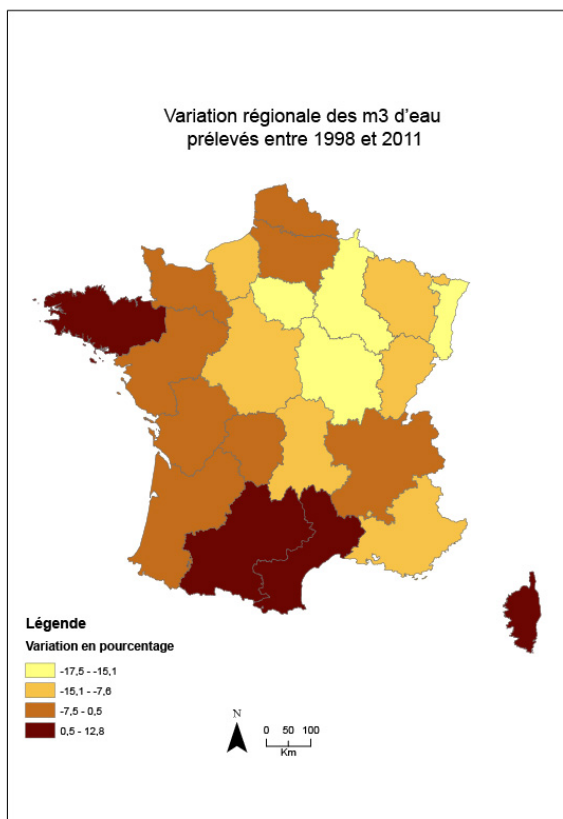 Variation régionale des m3 d'eau
prélevés entre 1998 et 2011
Légende
Variation en pourcentage
-17,5 - -15,1
-15,1 - -7,6
-7,5 - 0,5
0,5 - 12,8
N
0 50 100
Km